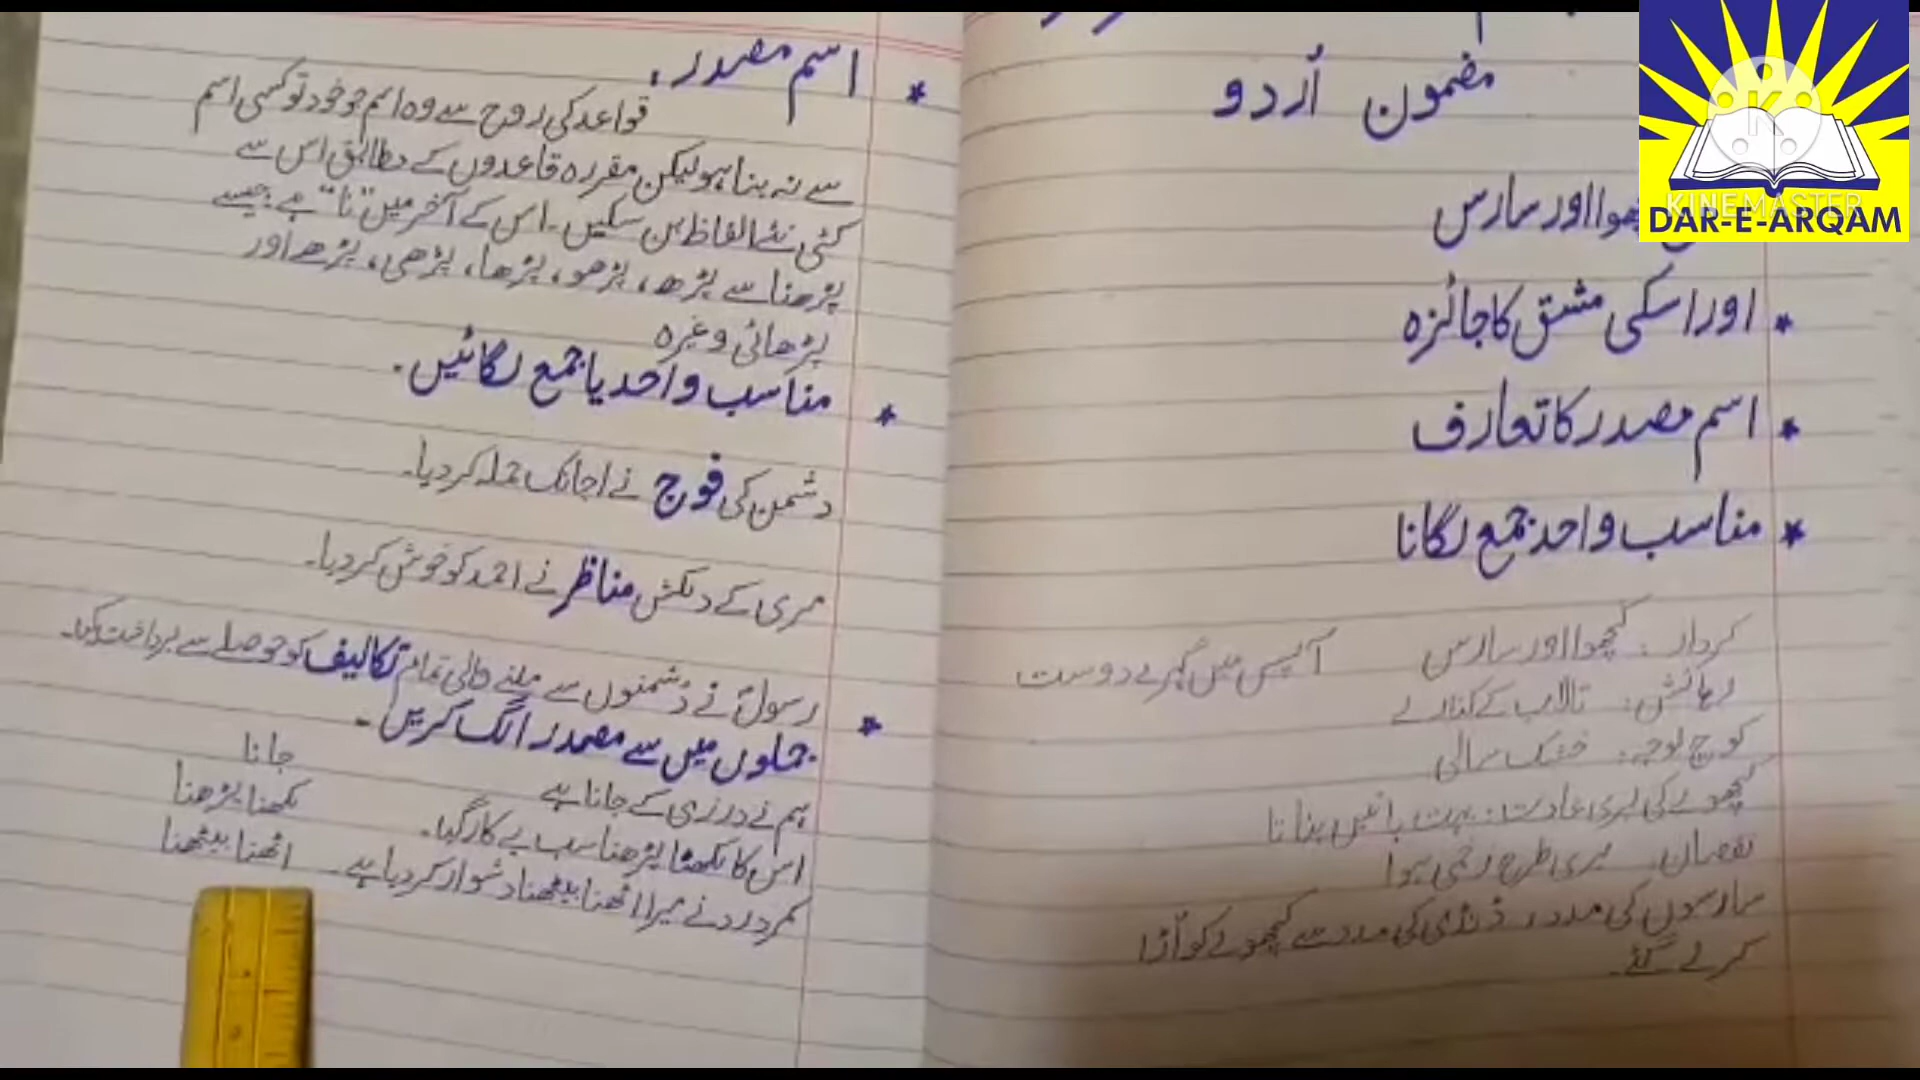 مضمون اُردو
کچھوا اور سارس
* اور اسکی مشق کا جائزہ
* اسم مصدر کا تعارف
* مناسب واحد جمع لگانا
کردار : کچھوا اور سارس آپس میں گہرے دوست
رہائش : تالاب کے کنارے
کوچ لوجہ : خشک سالی
کچھوے کی بری عادت : بہت باتیں بناتا
نقصان : بری طرح زخمی ہوا
سارسوں کی مدد : ڈنڈی کی مدد سے کچھوے کو اُڑا
کر لے گئے۔
* اسم مصدر :
قواعد کی روح سے وہ اسم جو خود تو کسی اسم
سے نہ بنا ہو لیکن مقررہ قاعدوں کے مطابق اس سے
کئی نئے الفاظ بن سکیں۔ اس کے آخر میں "نا" ہے جیسے
پڑھنا سے پڑھ، پڑھو، پڑھا، پڑھی، پڑھے اور
پڑھائی وغیرہ
* مناسب واحد یا جمع لگائیں۔
دشمن کی فوج نے اچانک حملہ کر دیا۔
مری کے دلکش مناظر نے احمد کو خوش کر دیا۔
رسولؐ نے دُشمنوں سے ملنے والی تمام تکالیف کو حوصلے سے برداشت کیا۔
* جملوں میں سے مصدر الگ کریں۔
ہم نے درزی کے جانا ہے جانا
اس کا لکھنا پڑھنا سب بے کار گیا۔ لکھنا پڑھنا
کمر درد نے میرا اٹھنا بیٹھنا دشوار کر دیا ہے۔ اٹھنا بیٹھنا
DAR-E-ARQAM
KINEMASTER